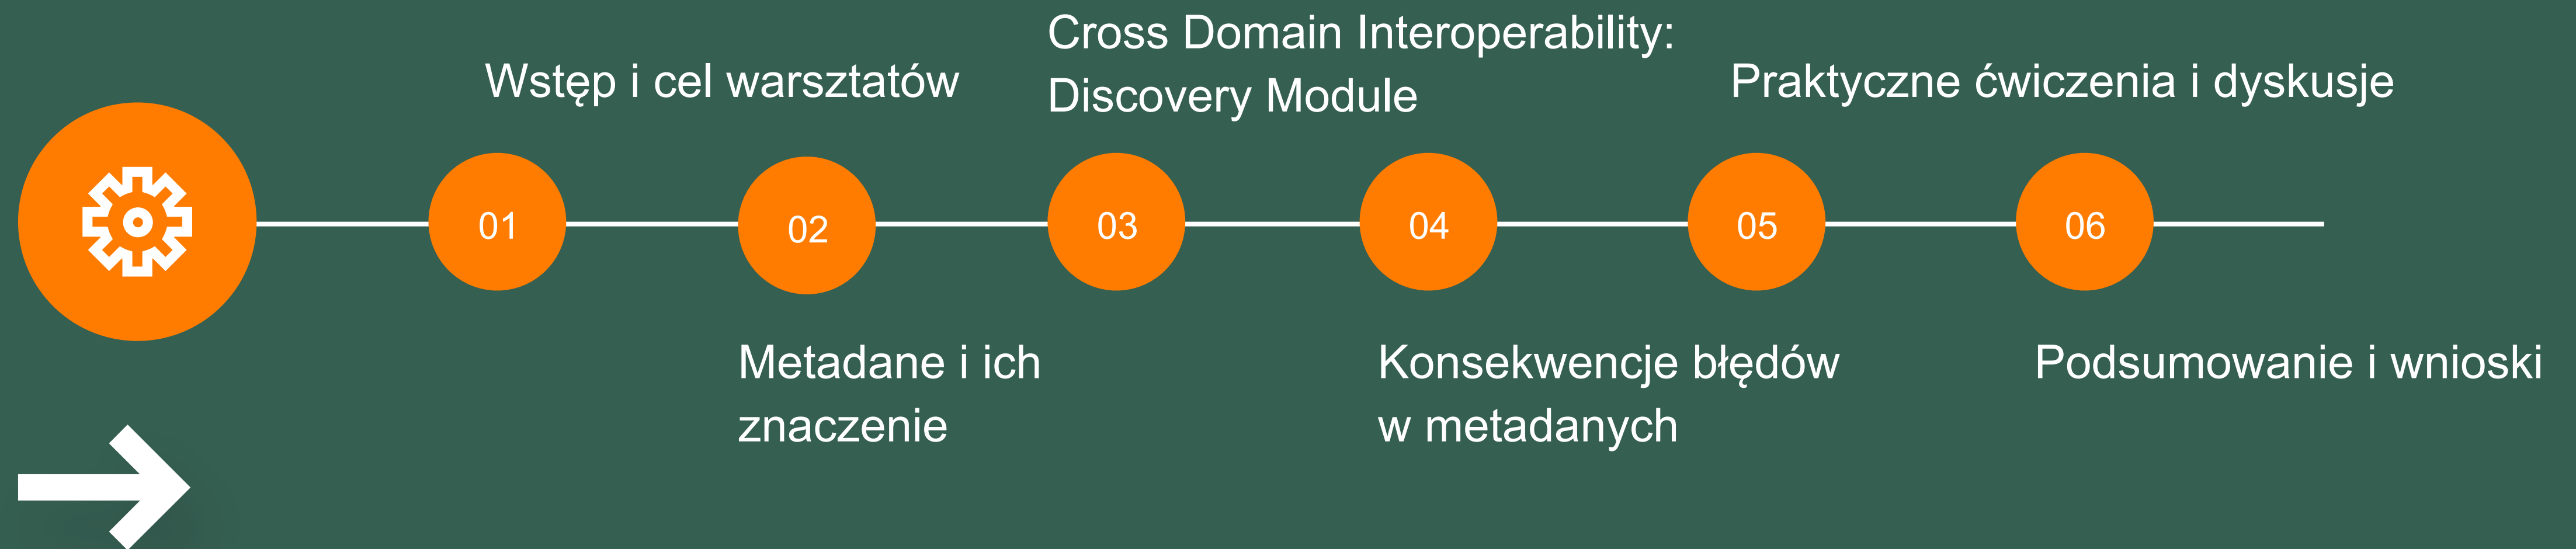 01
Wstęp i cel warsztatów
02
Metadane i ich
znaczenie
03
Cross Domain Interoperability:
Discovery Module
04
Konsekwencje błędów
w metadanych
05
Praktyczne ćwiczenia i dyskusje
06
Podsumowanie i wnioski